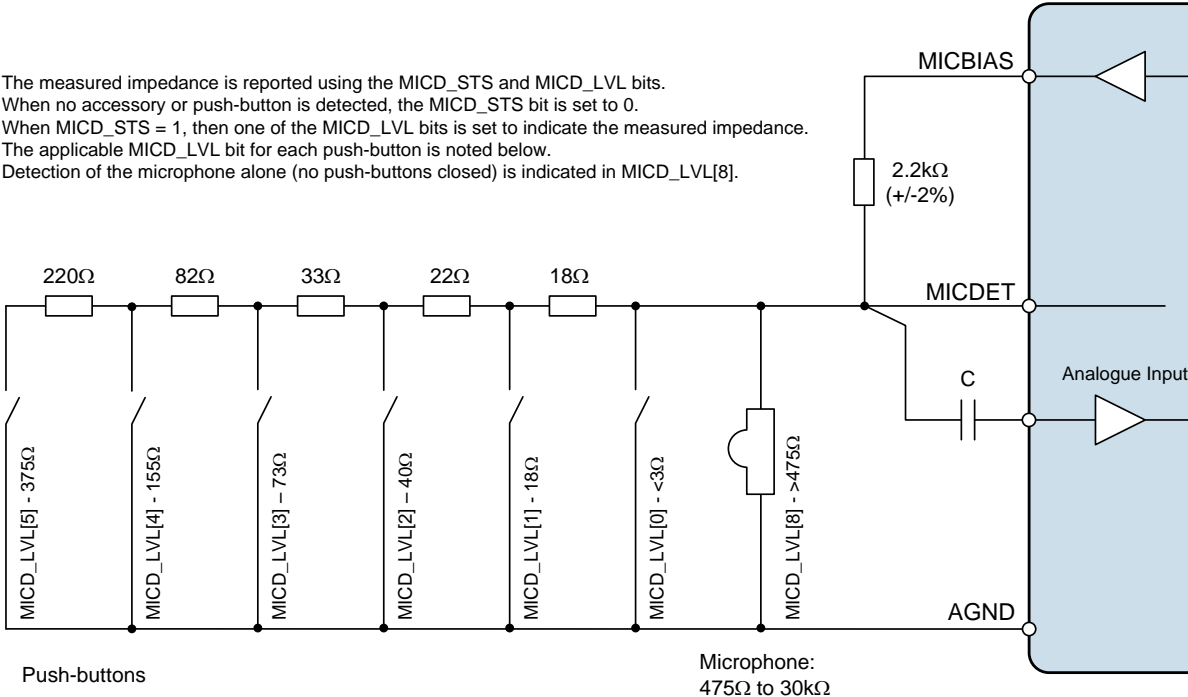 MICBIAS
The measured impedance is reported using the MICD_STS and MICD_LVL bits.
When no accessory or push-button is detected, the MICD_STS bit is set to 0.
When MICD_STS = 1, then one of the MICD_LVL bits is set to indicate the measured impedance.
The applicable MICD_LVL bit for each push-button is noted below.
Detection of the microphone alone (no push-buttons closed) is indicated in MICD_LVL[8].
2.2kΩ
(+/-2%)
220Ω
82Ω
33Ω
22Ω
18Ω
MICDET
C
Analogue Input
MICD_LVL[5] - 375Ω
MICD_LVL[4] - 155Ω
MICD_LVL[3] – 73Ω
MICD_LVL[2] – 40Ω
MICD_LVL[1] - 18Ω
MICD_LVL[0] - <3Ω
MICD_LVL[8] - >475Ω
AGND
Push-buttons
Microphone:
475Ω to 30kΩ